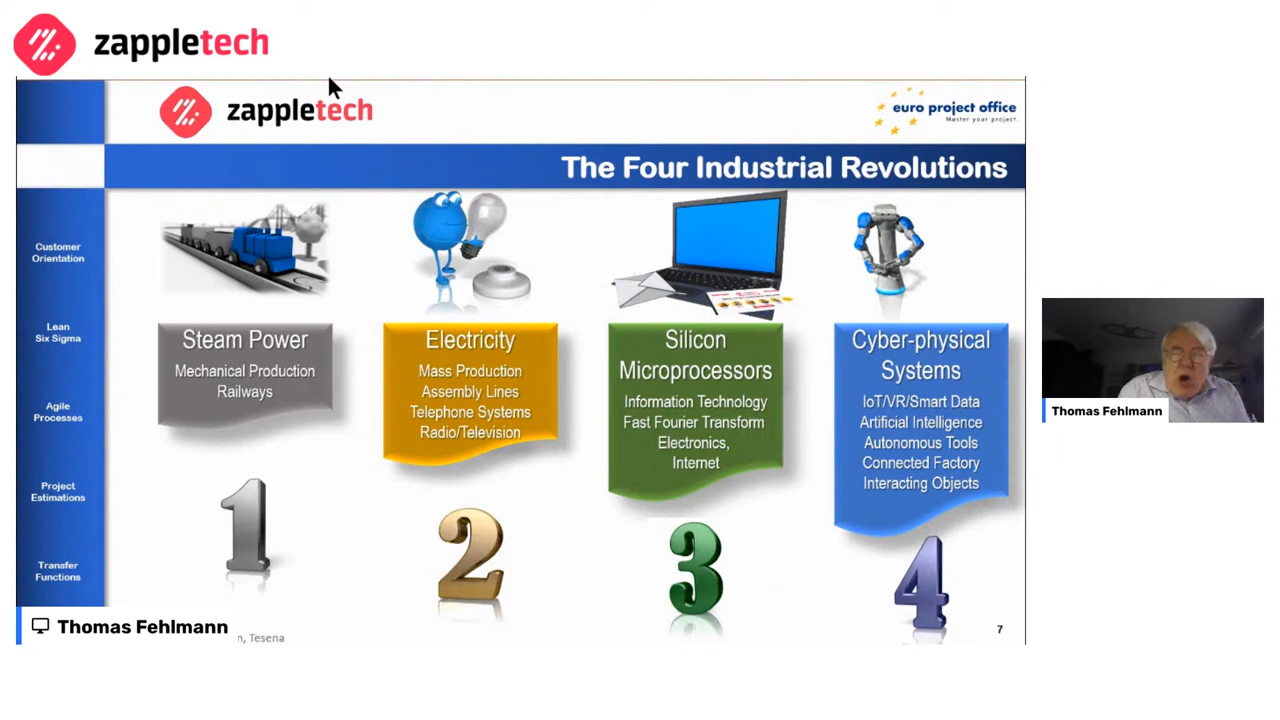 zappletech
zappletech
euro project office
Master your project.
The Four Industrial Revolutions
Customer
Orientation
Lean
Six Sigma
Agile
Processes
Project
Estimations
Transfer
Functions
Steam Power
Mechanical Production
Railways
1
Electricity
Mass Production
Assembly Lines
Telephone Systems
Radio/Television
2
Silicon
Microprocessors
Information Technology
Fast Fourier Transform
Electronics,
Internet
3
Cyber-physical
Systems
IoT/VR/Smart Data
Artificial Intelligence
Autonomous Tools
Connected Factory
Interacting Objects
4
Thomas Fehlmann
Thomas Fehlmann
n, Tesena
7